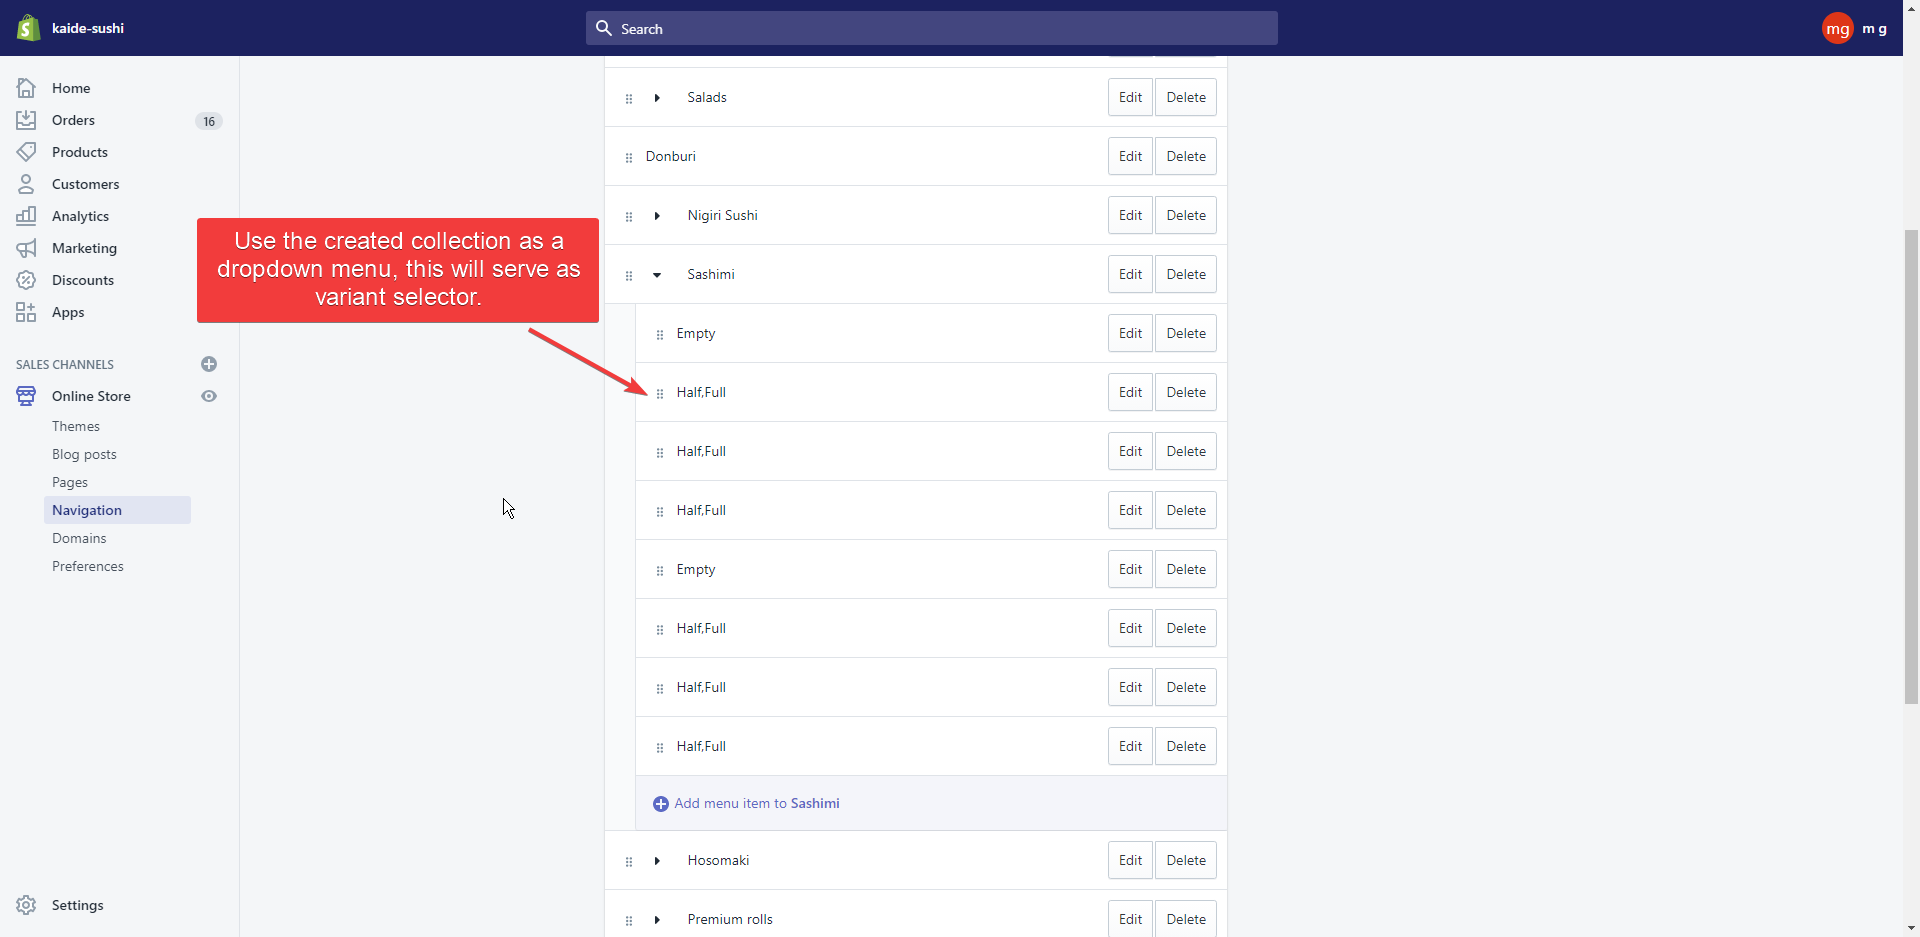 kaide-sushi
Search
mg
m g
Home
Orders
16
Products
Customers
Analytics
Marketing
Discounts
Apps
SALES CHANNELS
Online Store
Themes
Blog posts
Pages
Navigation
Domains
Preferences
Settings
Use the created collection as a
dropdown menu, this will serve as
variant selector.
Salads Edit Delete
Donburi Edit Delete
Nigiri Sushi Edit Delete
Sashimi Edit Delete
Empty Edit Delete
Half,Full Edit Delete
Half,Full Edit Delete
Half,Full Edit Delete
Empty Edit Delete
Half,Full Edit Delete
Half,Full Edit Delete
Half,Full Edit Delete
Add menu item to Sashimi
Hosomaki Edit Delete
Premium rolls Edit Delete